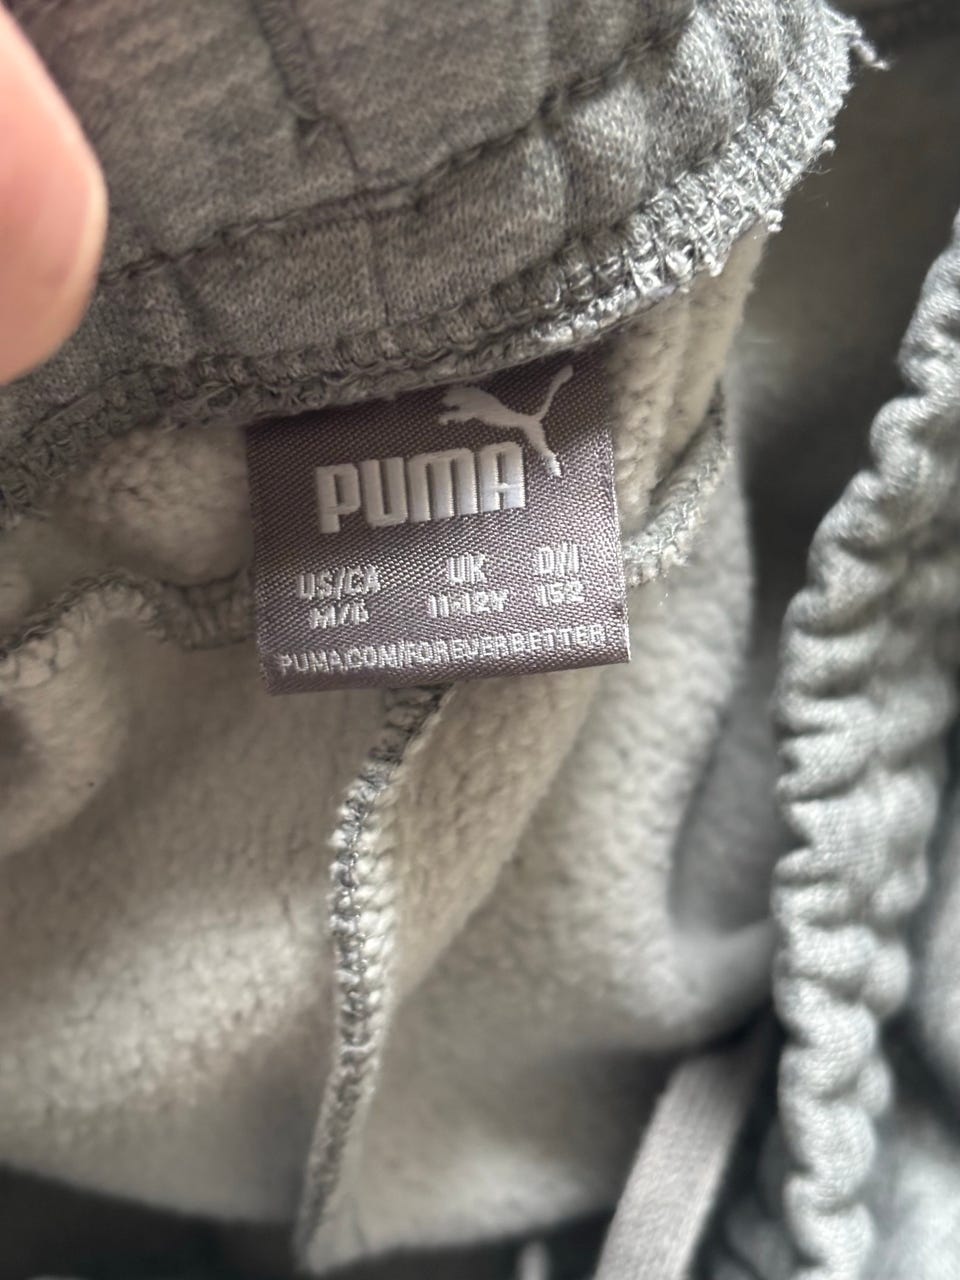 PUMA
US/CA UK D/I
M/6 11-12Y 152
PUMA.COM/FOREVERBETTER